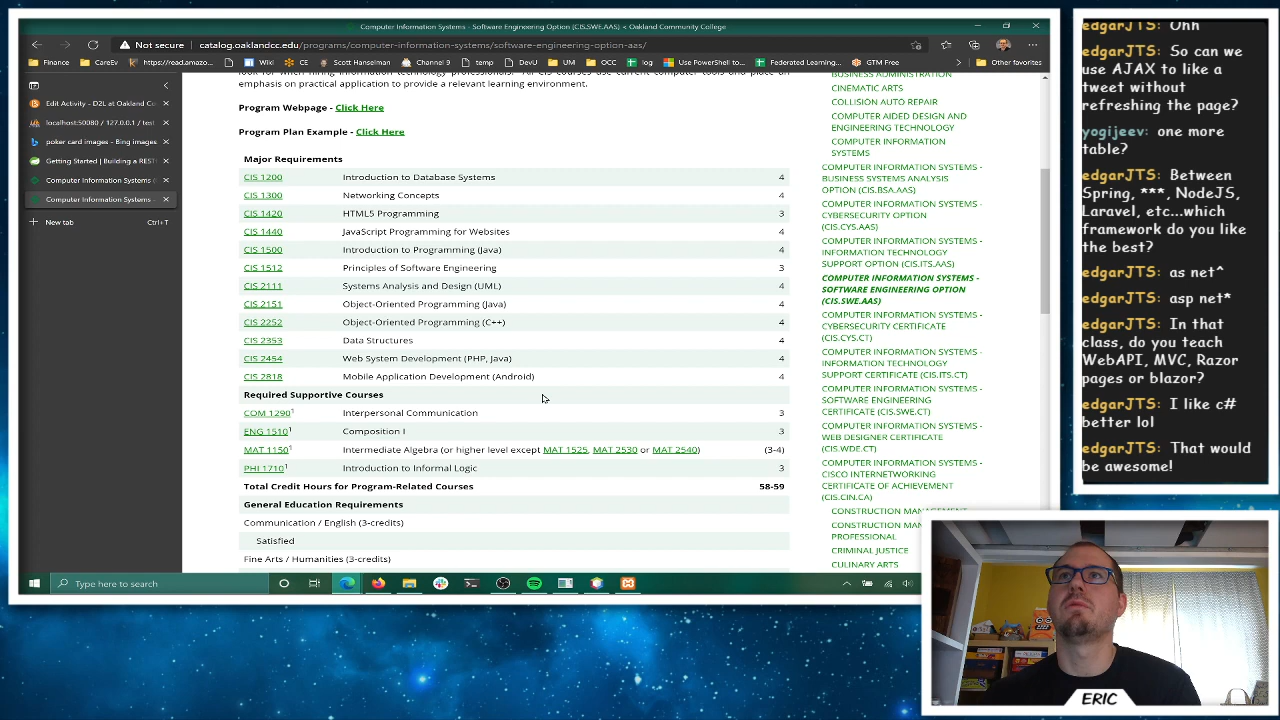 Computer Information Systems - Software Engineering Option (CIS.SWE.AAS) < Oakland Community College
Not secure | catalog.oaklandcc.edu/programs/computer-information-systems/software-engineering-option-aas/
Finance
CareEv
https://read.amazo...
Wiki
CE
Scott Hanselman
Channel 9
temp
DevU
UM
OCC
log
Use PowerShell to...
Federated Learning...
GTM Free
Other favorites
Edit Activity - D2L at Oakland Co
localhost:50080 / 127.0.0.1 / test
poker card images - Bing images
Getting Started | Building a REST
Computer Information Systems
Computer Information Systems -
New tab
Ctrl+T
emphasis on practical application to provide a relevant learning environment.
Program Webpage - Click Here
Program Plan Example - Click Here
Major Requirements
CIS 1200 Introduction to Database Systems 4
CIS 1300 Networking Concepts 4
CIS 1420 HTML5 Programming 3
CIS 1440 JavaScript Programming for Websites 4
CIS 1500 Introduction to Programming (Java) 4
CIS 1512 Principles of Software Engineering 3
CIS 2111 Systems Analysis and Design (UML) 4
CIS 2151 Object-Oriented Programming (Java) 4
CIS 2252 Object-Oriented Programming (C++) 4
CIS 2353 Data Structures 4
CIS 2454 Web System Development (PHP, Java) 4
CIS 2818 Mobile Application Development (Android) 4
Required Supportive Courses
COM 1290¹ Interpersonal Communication 3
ENG 1510¹ Composition I 3
MAT 1150¹ Intermediate Algebra (or higher level except MAT 1525, MAT 2530 or MAT 2540) (3-4)
PHI 1710¹ Introduction to Informal Logic 3
Total Credit Hours for Program-Related Courses 58-59
General Education Requirements
Communication / English (3-credits)
Satisfied
Fine Arts / Humanities (3-credits)
BUSINESS ADMINISTRATION
CINEMATIC ARTS
COLLISION AUTO REPAIR
COMPUTER AIDED DESIGN AND
ENGINEERING TECHNOLOGY
COMPUTER INFORMATION
SYSTEMS
COMPUTER INFORMATION SYSTEMS -
BUSINESS SYSTEMS ANALYSIS
OPTION (CIS.BSA.AAS)
COMPUTER INFORMATION SYSTEMS -
CYBERSECURITY OPTION
(CIS.CYS.AAS)
COMPUTER INFORMATION SYSTEMS -
INFORMATION TECHNOLOGY
SUPPORT OPTION (CIS.ITS.AAS)
COMPUTER INFORMATION SYSTEMS -
SOFTWARE ENGINEERING OPTION
(CIS.SWE.AAS)
COMPUTER INFORMATION SYSTEMS -
CYBERSECURITY CERTIFICATE
(CIS.CYS.CT)
COMPUTER INFORMATION SYSTEMS -
INFORMATION TECHNOLOGY
SUPPORT CERTIFICATE (CIS.ITS.CT)
COMPUTER INFORMATION SYSTEMS -
SOFTWARE ENGINEERING
CERTIFICATE (CIS.SWE.CT)
COMPUTER INFORMATION SYSTEMS -
WEB DESIGNER CERTIFICATE
(CIS.WDE.CT)
COMPUTER INFORMATION SYSTEMS -
CISCO INTERNETWORKING
CERTIFICATE OF ACHIEVEMENT
(CIS.CIN.CA)
CONSTRUCTION MANAGEMENT
CONSTRUCTION
PROFESSIONAL
CRIMINAL JUSTICE
CULINARY ARTS
Type here to search
edgarJTS: Ohh
edgarJTS: So can we
use AJAX to like a
tweet without
refreshing the page?
yogijeev: one more
table?
edgarJTS: Between
Spring, ***, NodeJS,
Laravel, etc...which
framework do you like
the best?
edgarJTS: as net^
edgarJTS: asp net*
edgarJTS: In that
class, do you teach
WebAPI, MVC, Razor
pages or blazor?
edgarJTS: I like c#
better lol
edgarJTS: That would
be awesome!
ERIC